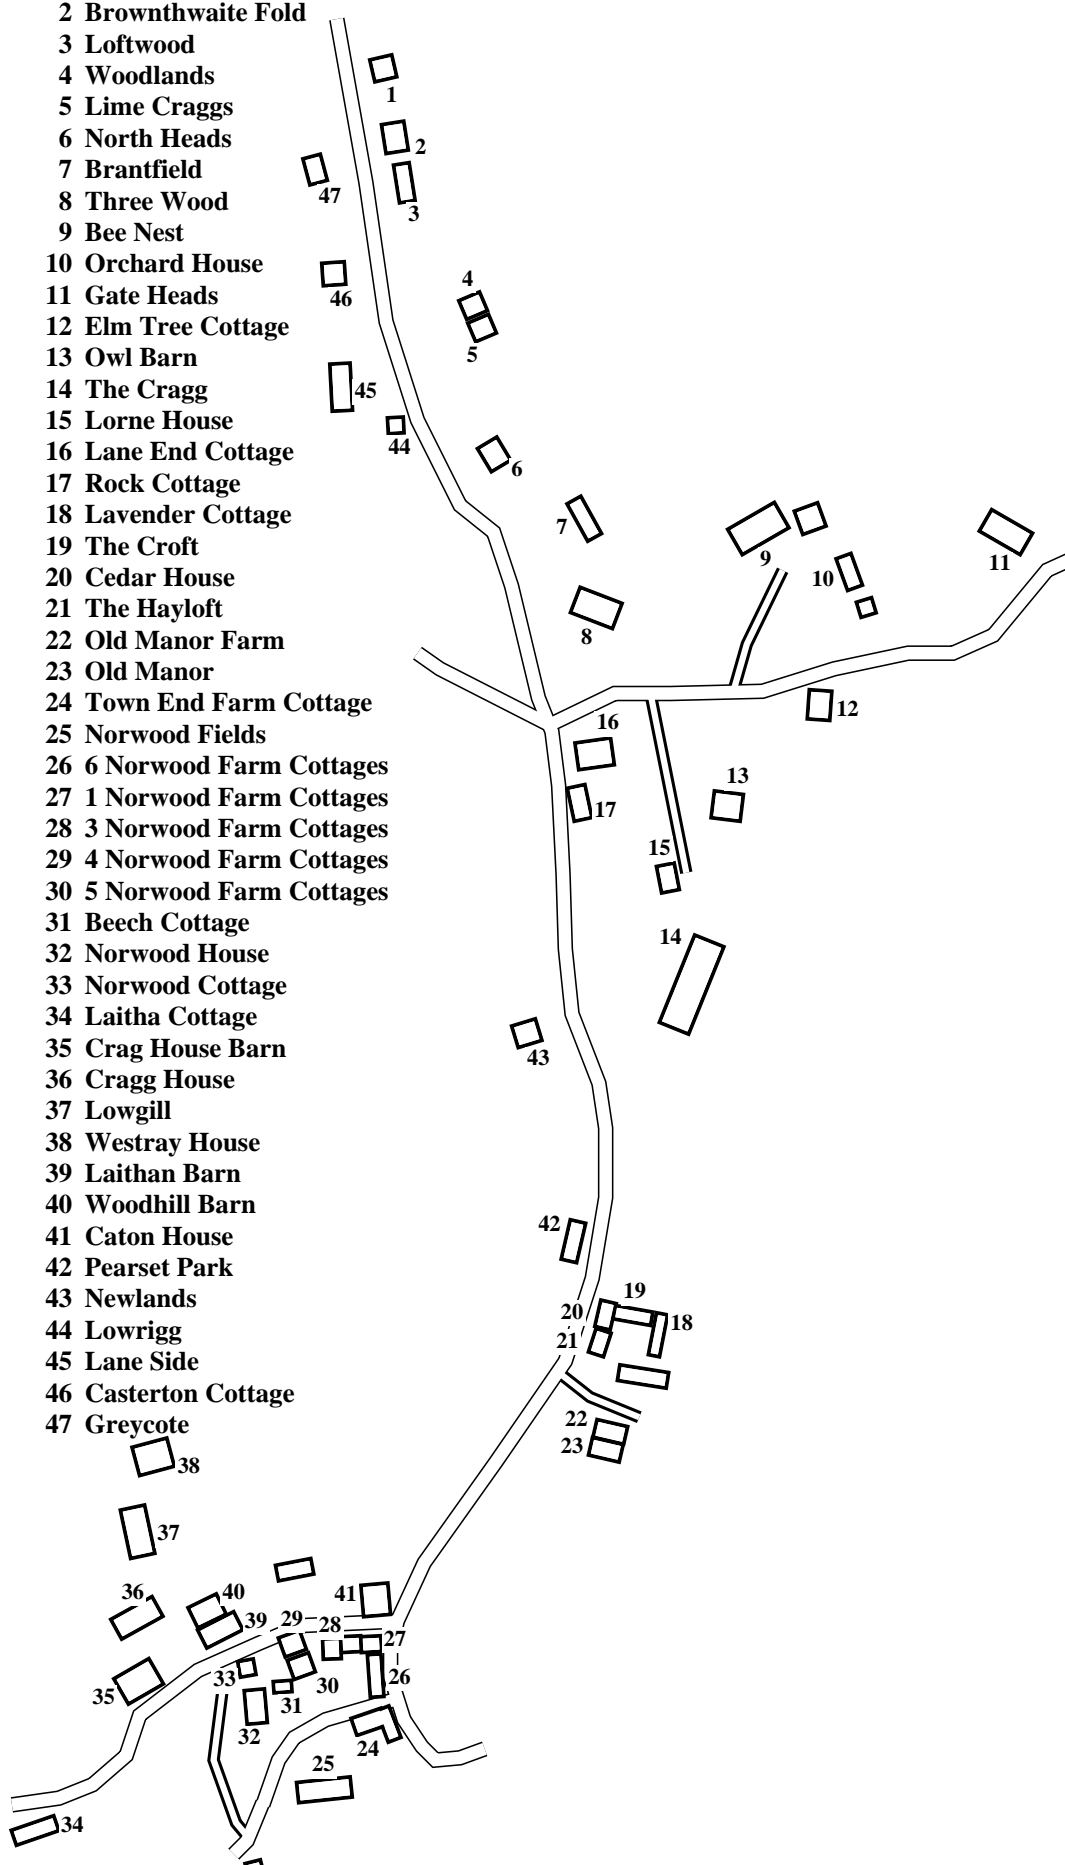 2 Brownthwaite Fold
3 Loftwood
4 Woodlands
5 Lime Craggs
6 North Heads
7 Brantfield
8 Three Wood
9 Bee Nest
10 Orchard House
11 Gate Heads
12 Elm Tree Cottage
13 Owl Barn
14 The Cragg
15 Lorne House
16 Lane End Cottage
17 Rock Cottage
18 Lavender Cottage
19 The Croft
20 Cedar House
21 The Hayloft
22 Old Manor Farm
23 Old Manor
24 Town End Farm Cottage
25 Norwood Fields
26 6 Norwood Farm Cottages
27 1 Norwood Farm Cottages
28 3 Norwood Farm Cottages
29 4 Norwood Farm Cottages
30 5 Norwood Farm Cottages
31 Beech Cottage
32 Norwood House
33 Norwood Cottage
34 Laitha Cottage
35 Crag House Barn
36 Cragg House
37 Lowgill
38 Westray House
39 Laithan Barn
40 Woodhill Barn
41 Caton House
42 Pearset Park
43 Newlands
44 Lowrigg
45 Lane Side
46 Casterton Cottage
47 Greycote
1
2
47
3
4
46
5
45
44
6
7
9
11
10
8
12
16
13
17
15
14
43
42
19
20
18
21
22
23
38
37
36
40
41
39
29
28
27
33
26
30
35
31
32
24
25
34